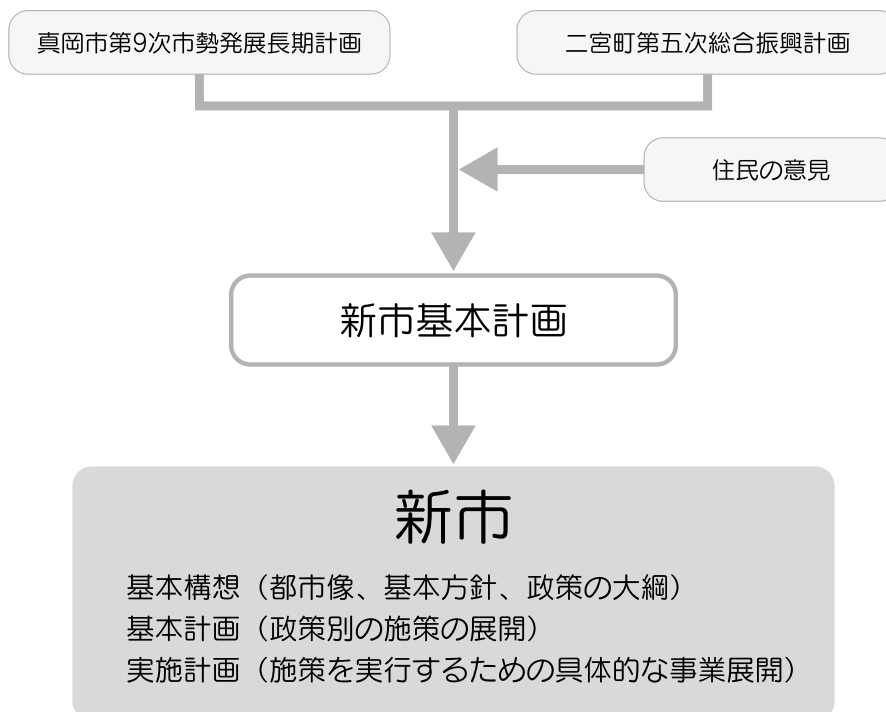 真岡市第9次市勢発展長期計画
二宮町第五次総合振興計画
住民の意見
新市基本計画
新市
基本構想（都市像、基本方針、政策の大綱）
基本計画（政策別の施策の展開）
実施計画（施策を実行するための具体的な事業展開）